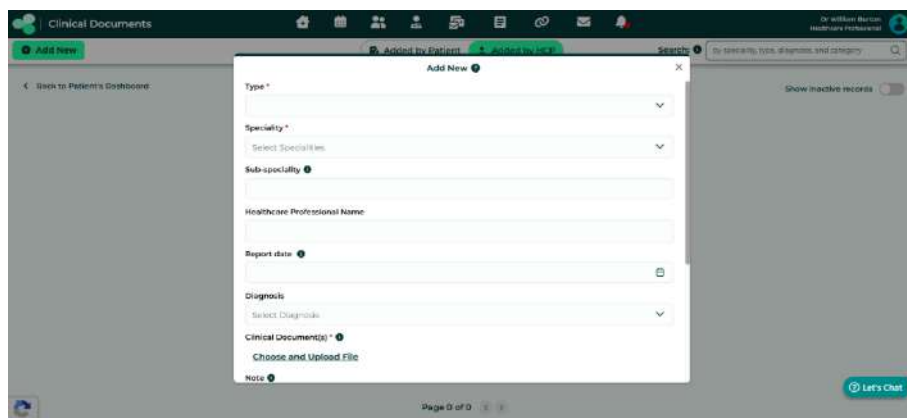 Clinical Documents
Dr William Burton
Healthcare Professional
Add New
Added by Patient
Added by HCP
Search:
by speciality, type, diagnosis, and category
Add New
Back to Patient's Dashboard
Show inactive records
Type *
Speciality *
Select Specialities
Sub-speciality
Healthcare Professional Name
Report date
Diagnosis
Select Diagnosis
Clinical Document(s) *
Choose and Upload File
Note
Let's Chat
Page 0 of 0